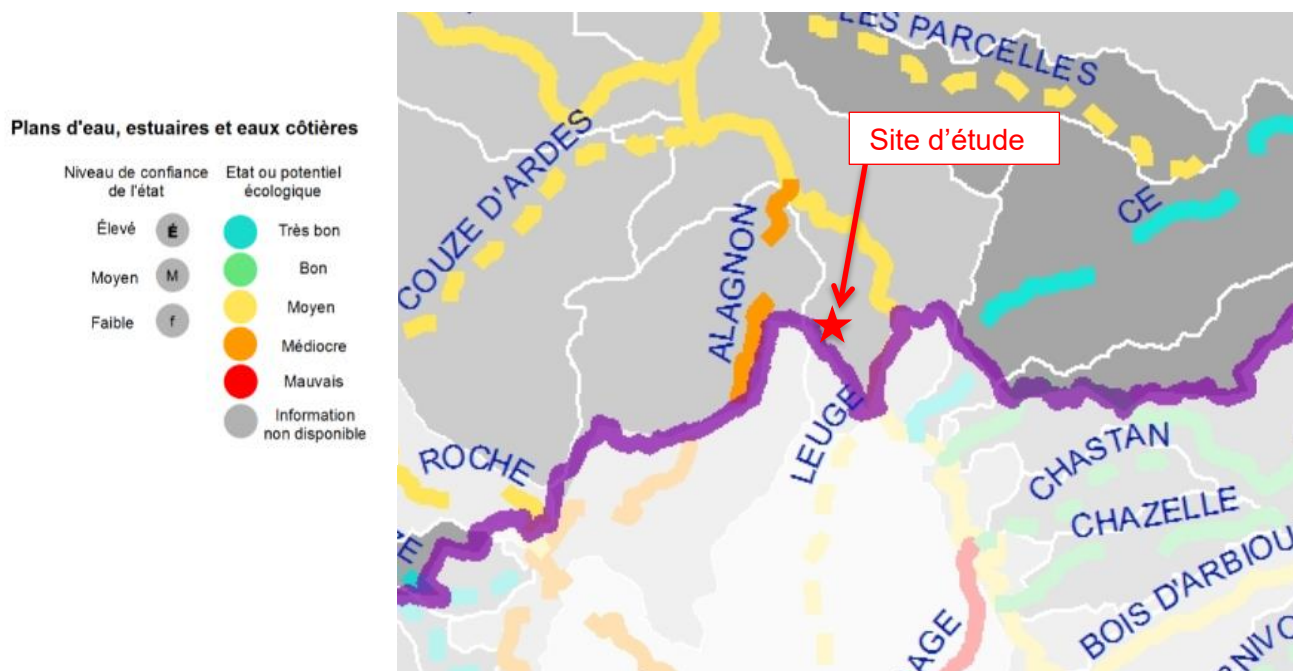 Plans d'eau, estuaires et eaux côtières
Niveau de confiance
de l'état
Élevé
É
Moyen
M
Faible
f
Etat ou potentiel
écologique
Très bon
Bon
Moyen
Médiocre
Mauvais
Information
non disponible
LES PARCELLES
Site d'étude
COUZE D'ARDES
CE
ALAGNON
LEUGE
ROCHE
CHASTAN
CHAZELLE
BOIS D'ARBIOU
AGE